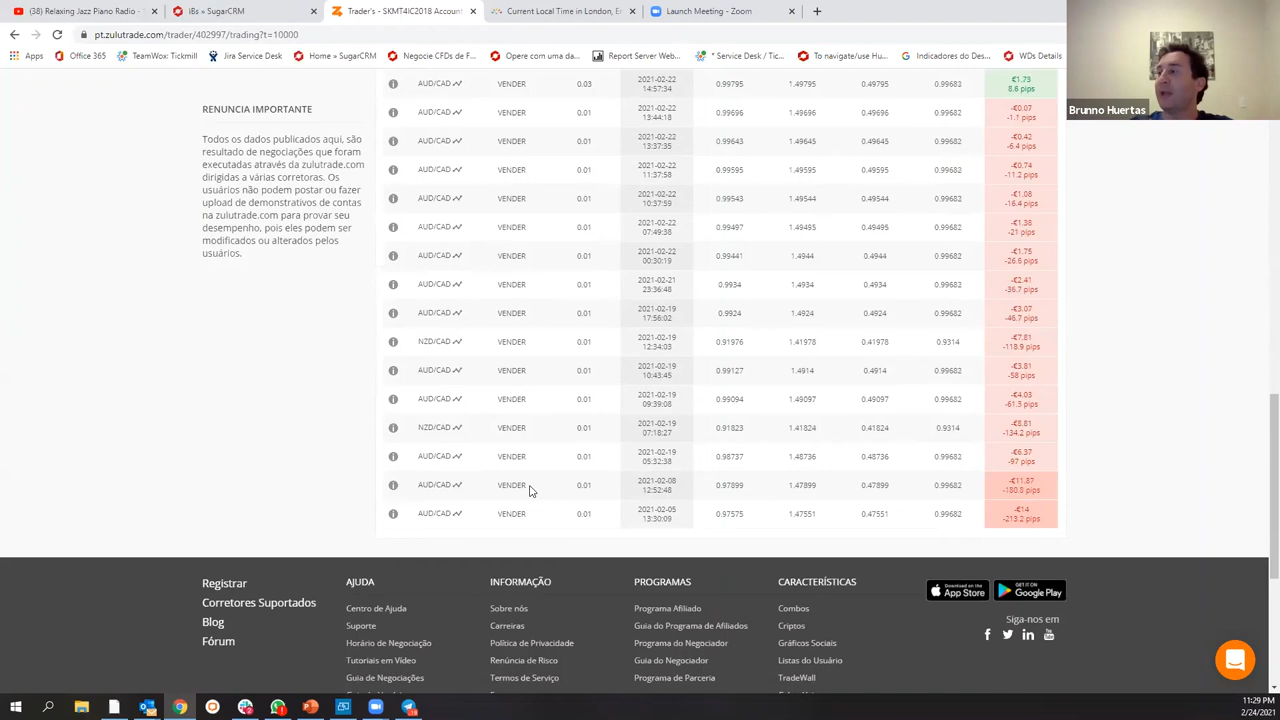 (38) Relaxing Jazz Piano Radio -
iBs » SugarCRM
Trader's - SKMT4IC2018 Accoun
Current Local Time in London, En
Launch Meeting - Zoom
pt.zulutrade.com/trader/402997/trading?t=10000
Apps Office 365 TeamWox: Tickmill Jira Service Desk Home » SugarCRM Negocie CFDs de F... Opere com uma da... Report Server Web... * Service Desk / Tic... To navigate/use Hu... Indicadores do Des... WDs Details
Brunno Huertas
RENUNCIA IMPORTANTE
Todos os dados publicados aqui, são
resultado de negociações que foram
executadas através da zulutrade.com
dirigidas a várias corretoras. Os
usuários não podem postar ou fazer
upload de demonstrativos de contas
na zulutrade.com para provar seu
desempenho, pois eles podem ser
modificados ou alterados pelos
usuários.
AUD/CAD VENDER 0.03 2021-02-22 14:57:34 0.99795 1.49795 0.49795 0.99683 €1.73 8.6 pips
AUD/CAD VENDER 0.01 2021-02-22 13:44:18 0.99696 1.49696 0.49696 0.99682 -€0.07 -1.1 pips
AUD/CAD VENDER 0.01 2021-02-22 13:37:35 0.99643 1.49645 0.49645 0.99682 -€0.42 -6.4 pips
AUD/CAD VENDER 0.01 2021-02-22 11:37:58 0.99595 1.49595 0.49595 0.99682 -€0.74 -11.2 pips
AUD/CAD VENDER 0.01 2021-02-22 10:37:59 0.99543 1.49544 0.49544 0.99682 -€1.08 -16.4 pips
AUD/CAD VENDER 0.01 2021-02-22 07:49:38 0.99497 1.49495 0.49495 0.99682 -€1.38 -21 pips
AUD/CAD VENDER 0.01 2021-02-22 00:30:19 0.99441 1.4944 0.4944 0.99682 -€1.75 -26.6 pips
AUD/CAD VENDER 0.01 2021-02-21 23:36:48 0.9934 1.4934 0.4934 0.99682 -€2.41 -36.7 pips
AUD/CAD VENDER 0.01 2021-02-19 17:56:02 0.9924 1.4924 0.4924 0.99682 -€3.07 -46.7 pips
NZD/CAD VENDER 0.01 2021-02-19 12:34:03 0.91976 1.41978 0.41978 0.9314 -€7.81 -118.9 pips
AUD/CAD VENDER 0.01 2021-02-19 10:43:45 0.99127 1.4914 0.4914 0.99682 -€3.81 -58 pips
AUD/CAD VENDER 0.01 2021-02-19 09:39:08 0.99094 1.49097 0.49097 0.99682 -€4.03 -61.3 pips
NZD/CAD VENDER 0.01 2021-02-19 07:18:27 0.91823 1.41824 0.41824 0.9314 -€8.81 -134.2 pips
AUD/CAD VENDER 0.01 2021-02-19 05:32:38 0.98737 1.48736 0.48736 0.99682 -€6.37 -97 pips
AUD/CAD VENDER 0.01 2021-02-08 12:52:48 0.97899 1.47899 0.47899 0.99682 -€11.87 -180.8 pips
AUD/CAD VENDER 0.01 2021-02-05 13:30:09 0.97575 1.47551 0.47551 0.99682 -€14 -213.2 pips
Registrar
Corretores Suportados
Blog
Fórum
AJUDA
Centro de Ajuda
Suporte
Horário de Negociação
Tutoriais em Vídeo
Guia de Negociações
INFORMAÇÃO
Sobre nós
Carreiras
Política de Privacidade
Renúncia de Risco
Termos de Serviço
PROGRAMAS
Programa Afiliado
Guia do Programa de Afiliados
Programa do Negociador
Guia do Negociador
Programa de Parceria
CARACTERÍSTICAS
Combos
Criptos
Gráficos Sociais
Listas do Usuário
TradeWall
Download on the App Store
GET IT ON Google Play
Siga-nos em
11:29 PM
2/24/2021